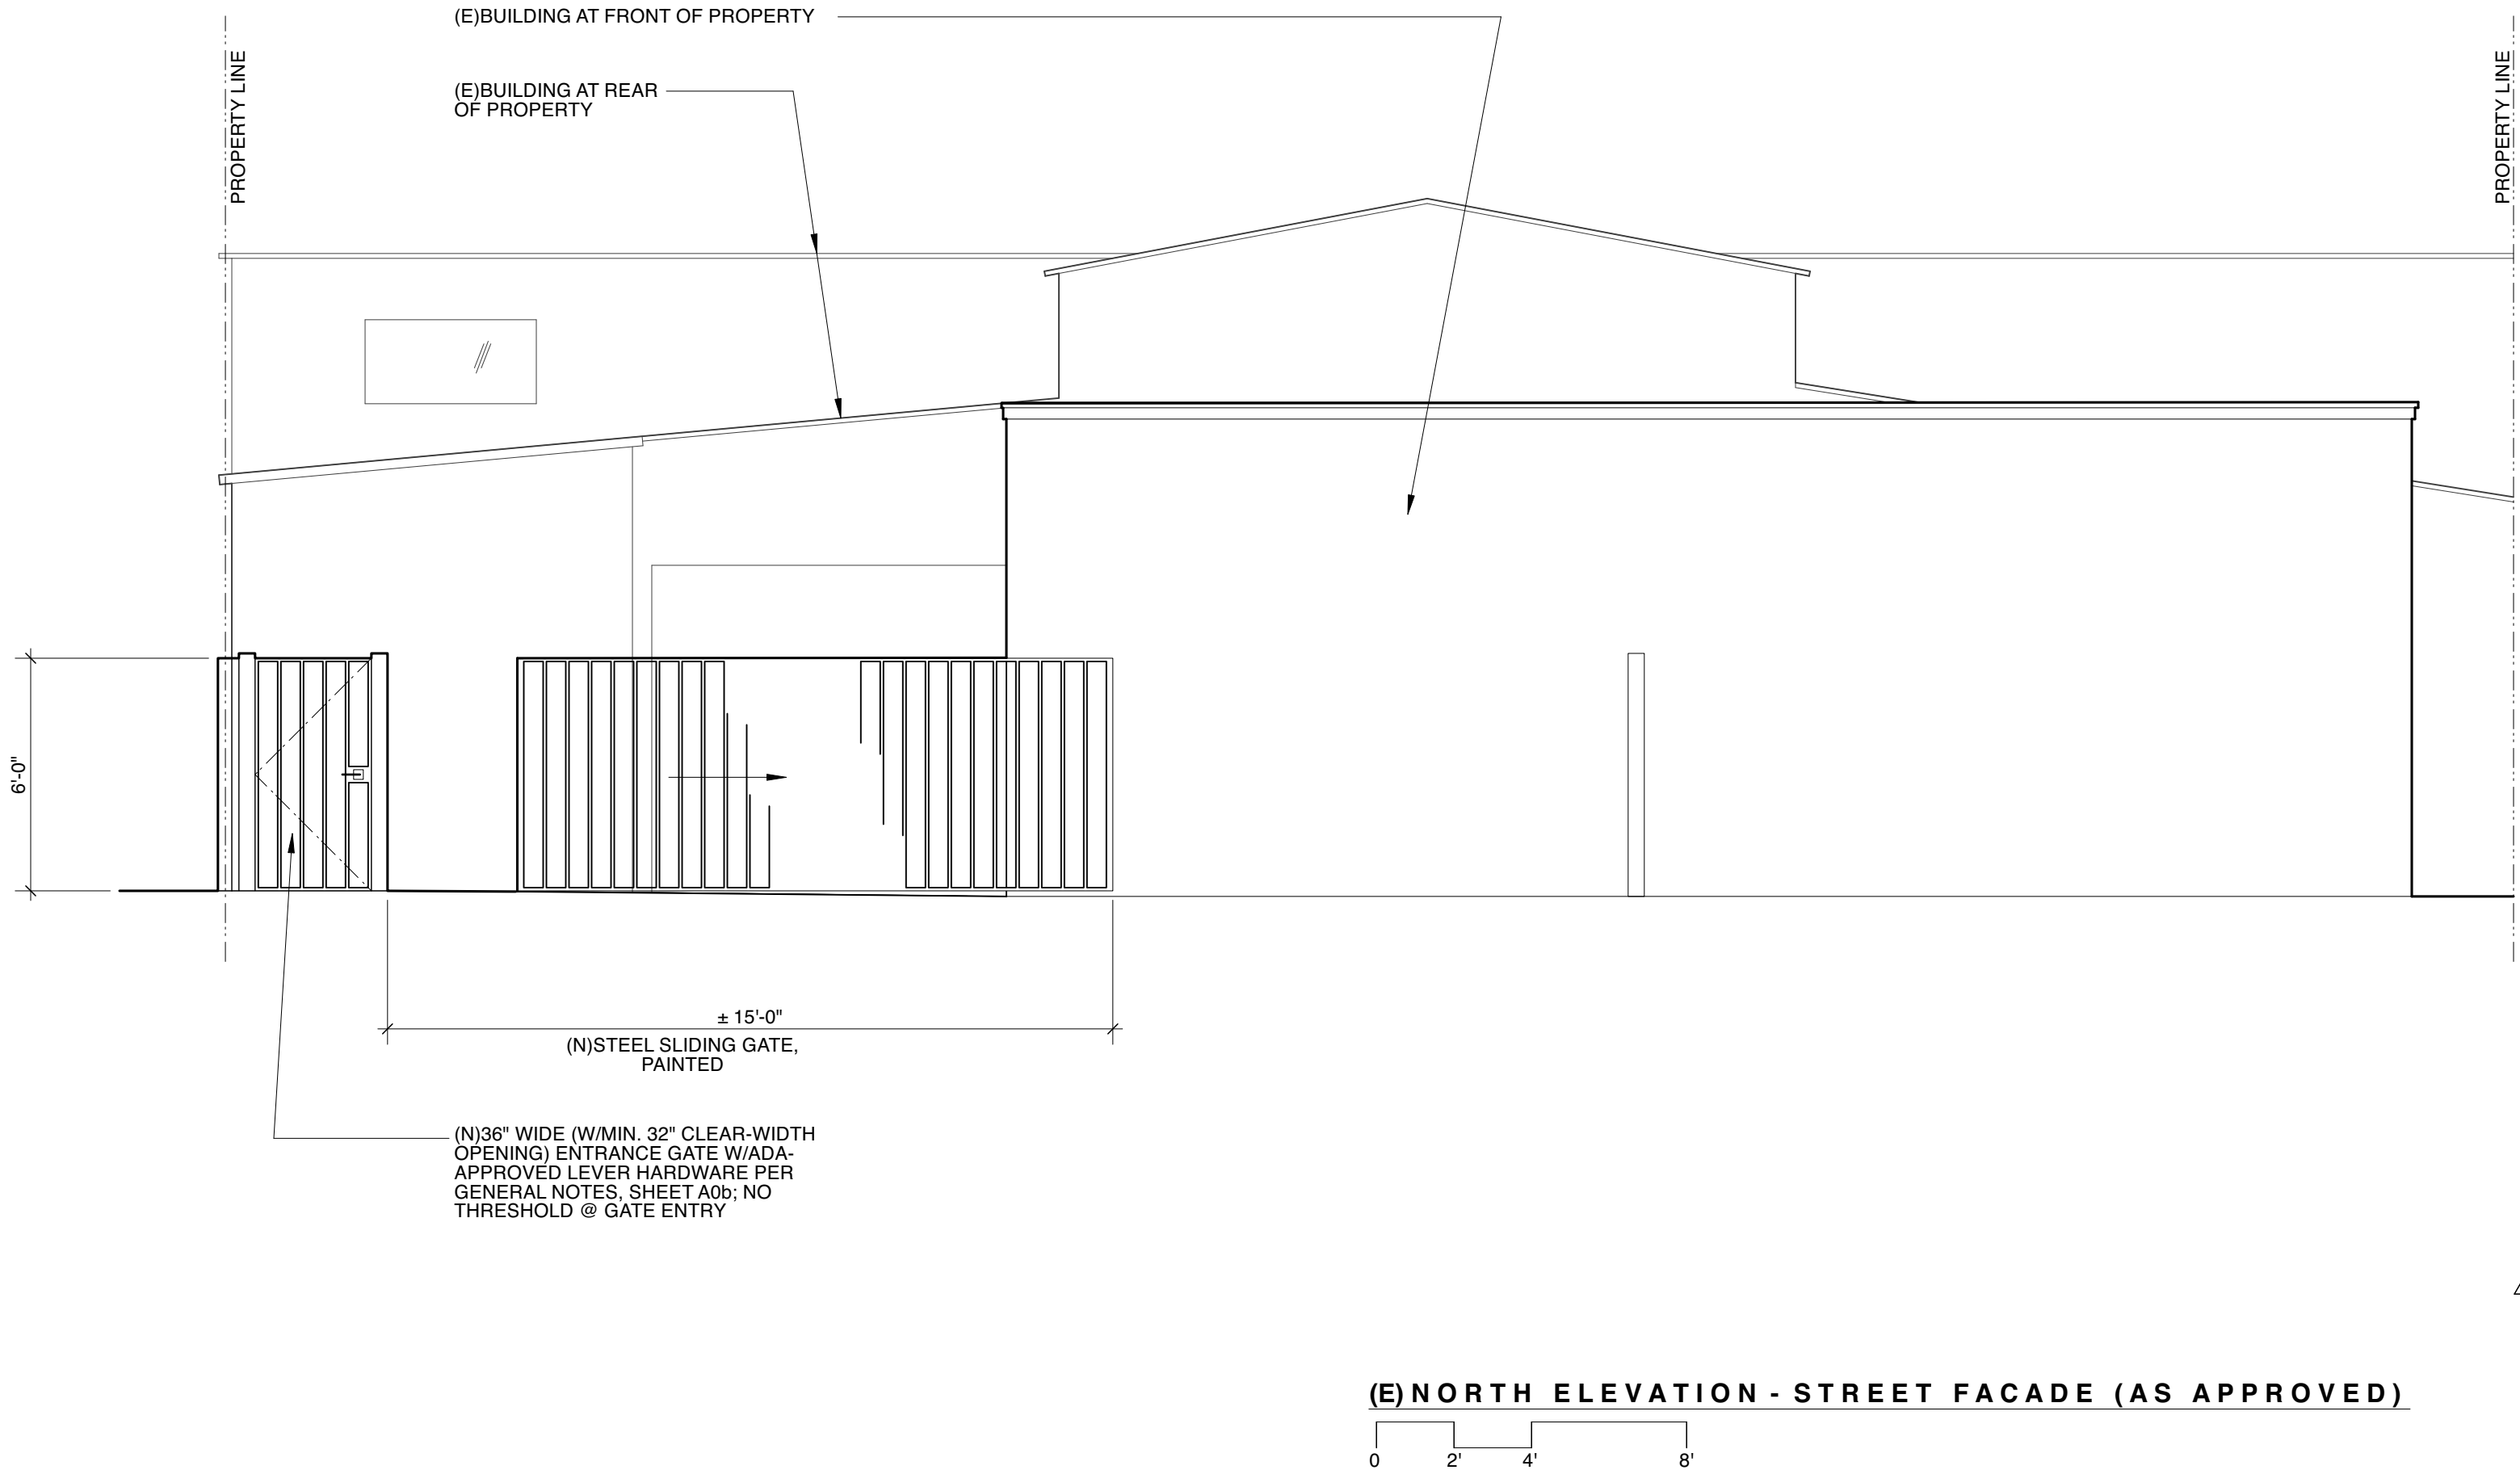 (E)BUILDING AT FRONT OF PROPERTY
PROPERTY LINE
PROPERTY LINE
(E)BUILDING AT REAR
OF PROPERTY
6'-0"
± 15'-0"
(N)STEEL SLIDING GATE,
PAINTED
(N)36" WIDE (W/MIN. 32" CLEAR-WIDTH
OPENING) ENTRANCE GATE W/ADA-
APPROVED LEVER HARDWARE PER
GENERAL NOTES, SHEET A0b; NO
THRESHOLD @ GATE ENTRY
(E)NORTH ELEVATION - STREET FACADE (AS APPROVED)
0 2' 4' 8'